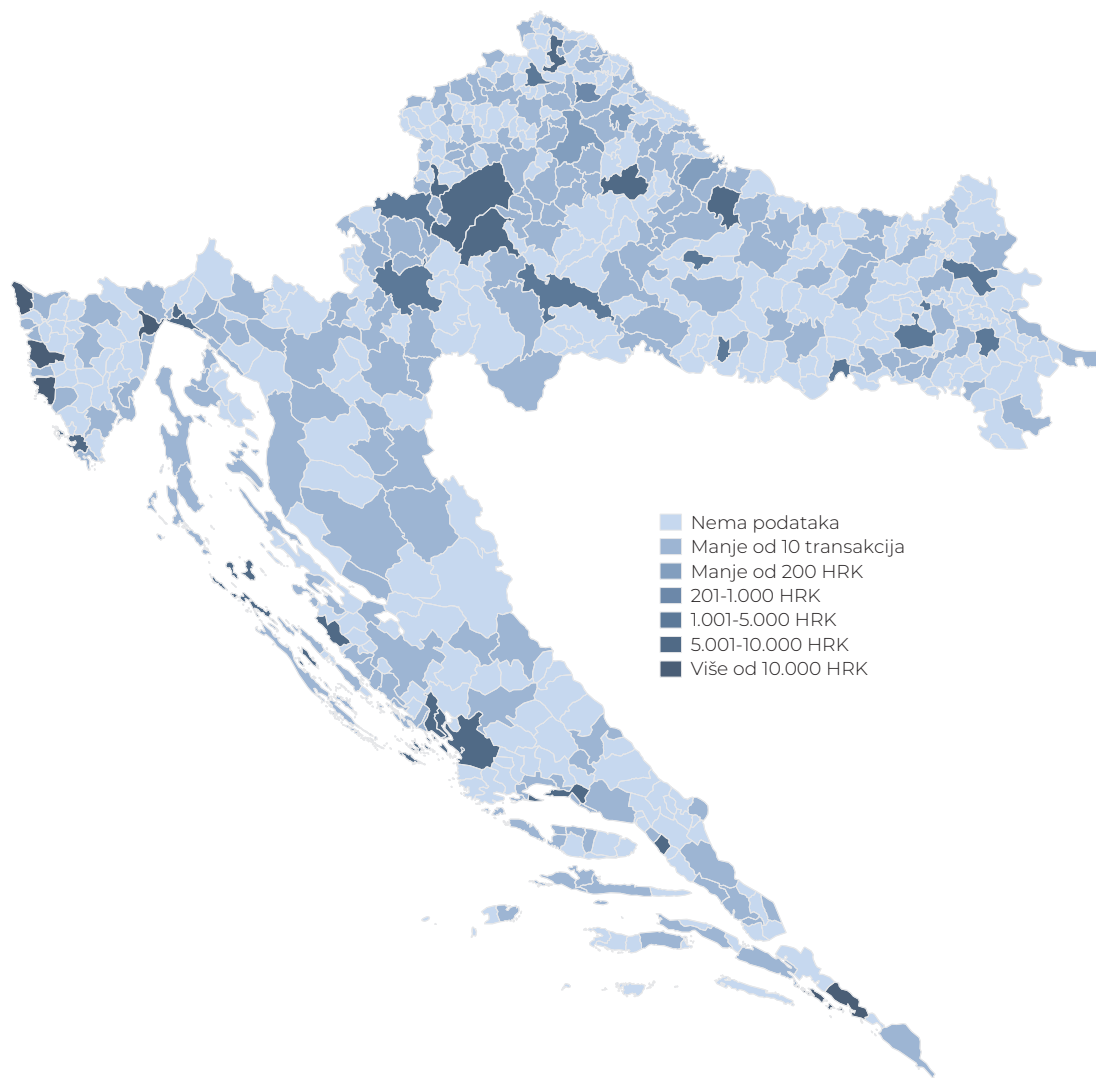 Nema podataka
Manje od 10 transakcija
Manje od 200 HRK
201-1.000 HRK
1.001-5.000 HRK
5.001-10.000 HRK
Više od 10.000 HRK